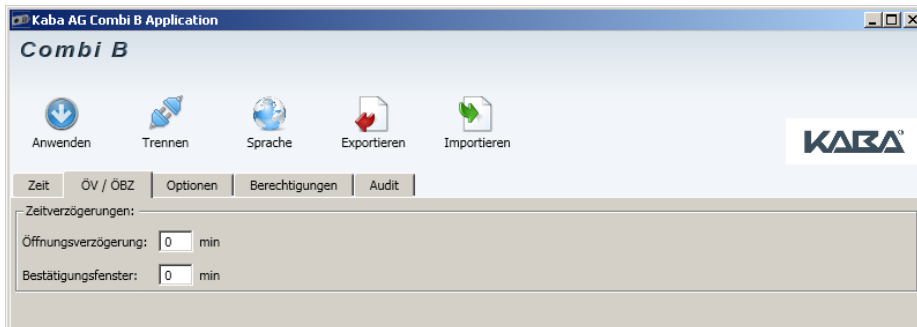 Kaba AG Combi B Application
Combi B
Anwenden Trennen Sprache Exportieren Importieren
KABA
Zeit ÖV / ÖBZ Optionen Berechtigungen Audit
Zeitverzögerungen:
Öffnungsverzögerung: 0 min
Bestätigungsfenster: 0 min